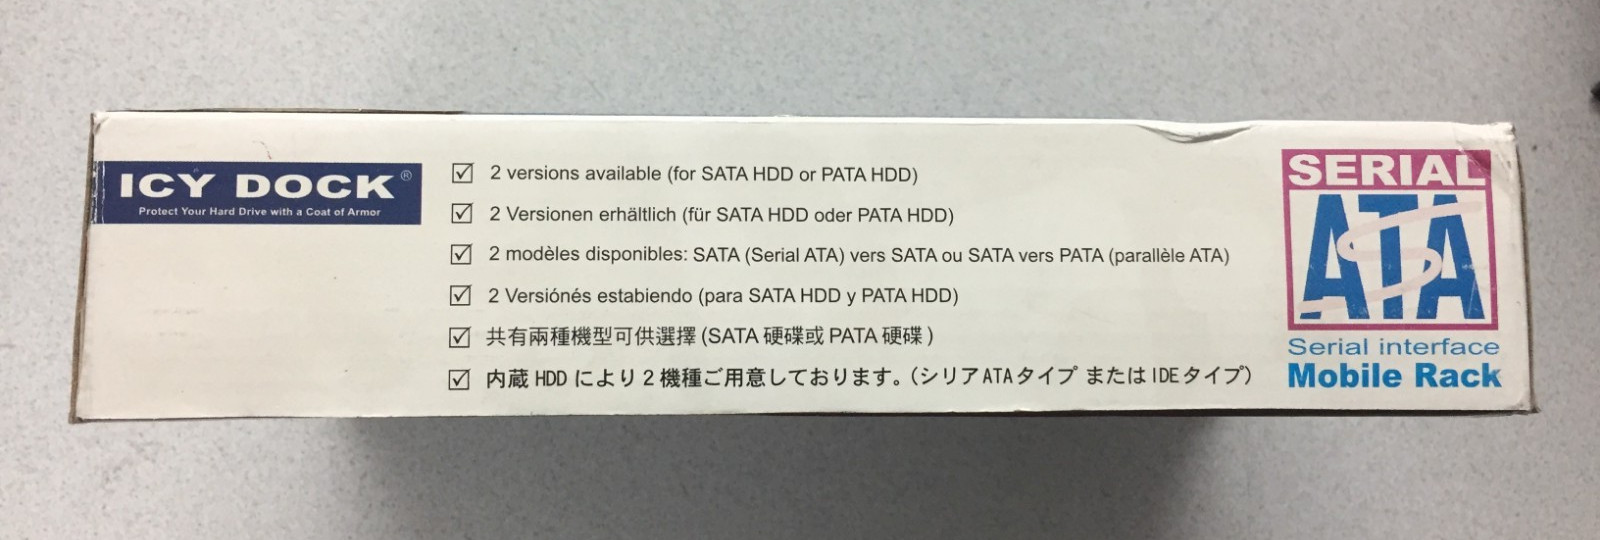 ICY DOCK®
Protect Your Hard Drive with a Coat of Armor
2 versions available (for SATA HDD or PATA HDD)
2 Versionen erhältlich (für SATA HDD oder PATA HDD)
2 modèles disponibles: SATA (Serial ATA) vers SATA ou SATA vers PATA (parallèle ATA)
2 Versiónés estabiendo (para SATA HDD y PATA HDD)
共有兩種機型可供選擇 (SATA 硬碟或 PATA 硬碟 )
内蔵 HDD により 2 機種ご用意しております。(シリアATAタイプ または IDEタイプ)
SERIAL
ATA
Serial interface
Mobile Rack